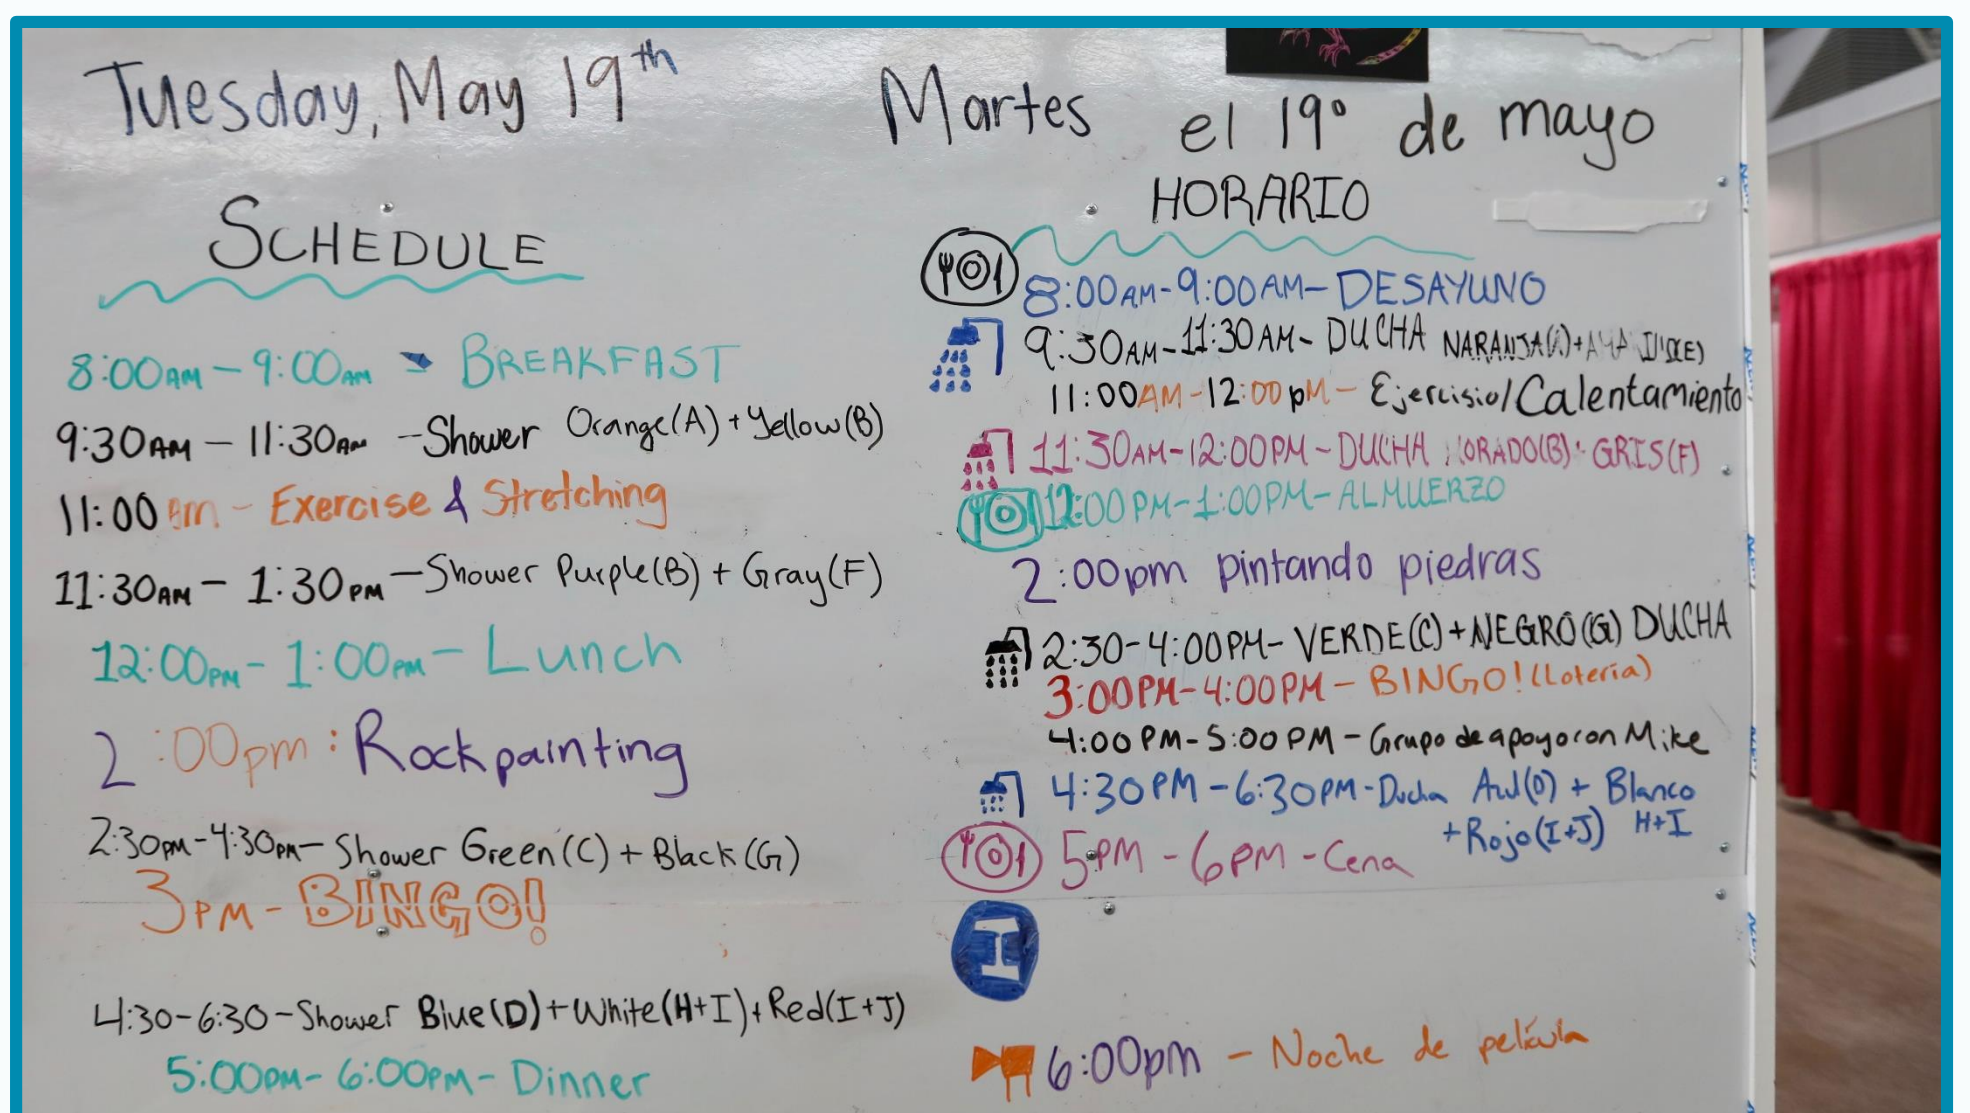 Tuesday, May 19th
SCHEDULE
8:00AM - 9:00AM → BREAKFAST
9:30AM - 11:30AM - Shower Orange(A) + Yellow(B)
11:00 am - Exercise & Stretching
11:30AM - 1:30PM - Shower Purple(B) + Gray(F)
12:00PM - 1:00PM - Lunch
2:00pm: Rockpainting
2:30PM-4:30PM- Shower Green(C) + Black(G)
3PM - BINGO!
4:30-6:30-Shower Blue(D)+White(H+I)+Red(I+J)
5:00PM- 6:00PM- Dinner
Martes el 19° de mayo
HORARIO
8:00AM-9:00AM- DESAYUNO
9:30AM-11:30AM- DUCHA NARANJA(A)+
11:00AM-12:00pM- Ejercisio/Calentamiento
11:30AM-12:00PM- DUCHA MORADO(B) GRIS(F)
12:00PM-1:00PM-ALMUERZO
2:00pm pintando piedras
2:30-4:00PM- VERDE(C)+NEGRO(G) DUCHA
3:00PM-4:00PM- BINGO! (Lotería)
4:00PM-5:00PM- Grupo de apoyo con Mike
4:30PM-6:30PM-Ducha Azul(D) + Blanco H+I
+Rojo(I+J)
5PM - 6PM -Cena
I
6:00pm - Noche de película